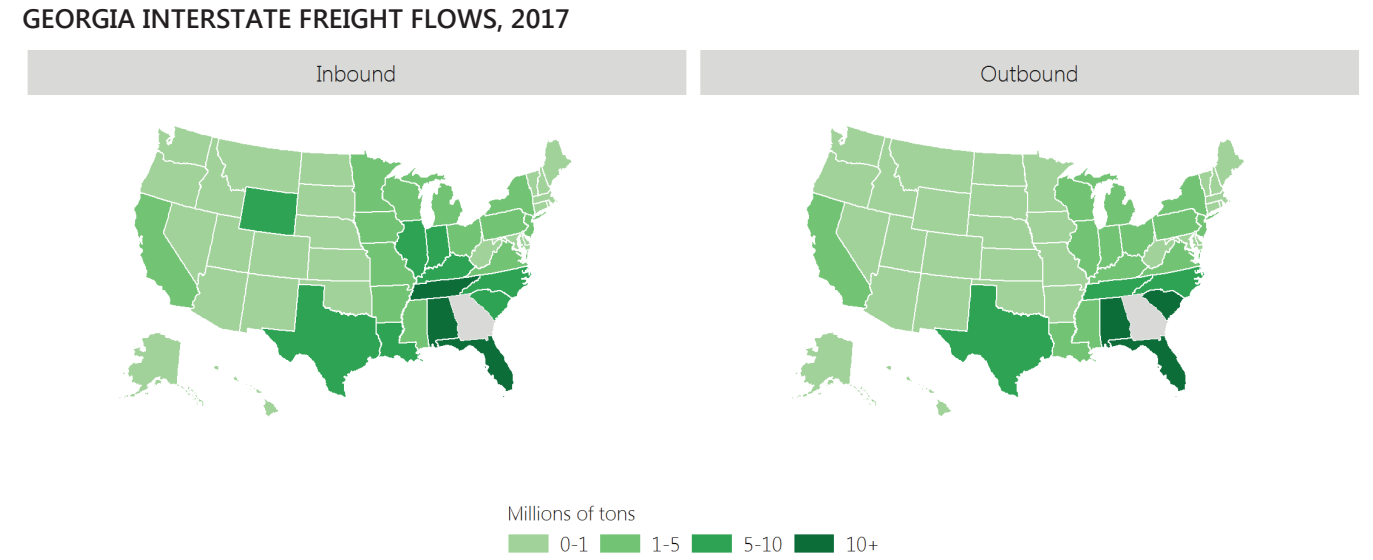 GEORGIA INTERSTATE FREIGHT FLOWS, 2017
Inbound
Outbound
Millions of tons
0-1 1-5 5-10 10+